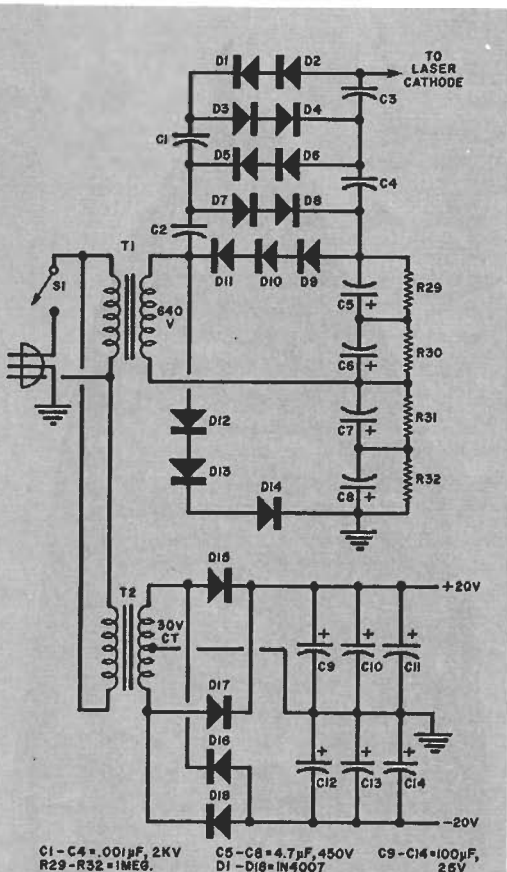 D1
D2
TO
LASER
CATHODE
C3
D3
D4
C1
D5
D6
C4
D7
D8
T1
C2
S1
640
V
D11
D10
D9
C5
+
R29
C6
+
R30
D12
C7
+
R31
D13
D14
C8
+
R32
D15
+20V
T2
30V
CT
+
+
+
C9
C10
C11
D17
D16
+
+
+
C12
C13
C14
D18
-20V
C1-C4=.001μF, 2KV
C5-C8=4.7μF, 450V
C9-C14=100μF,
25V
R29-R32=1MEG.
D1-D18=IN4007